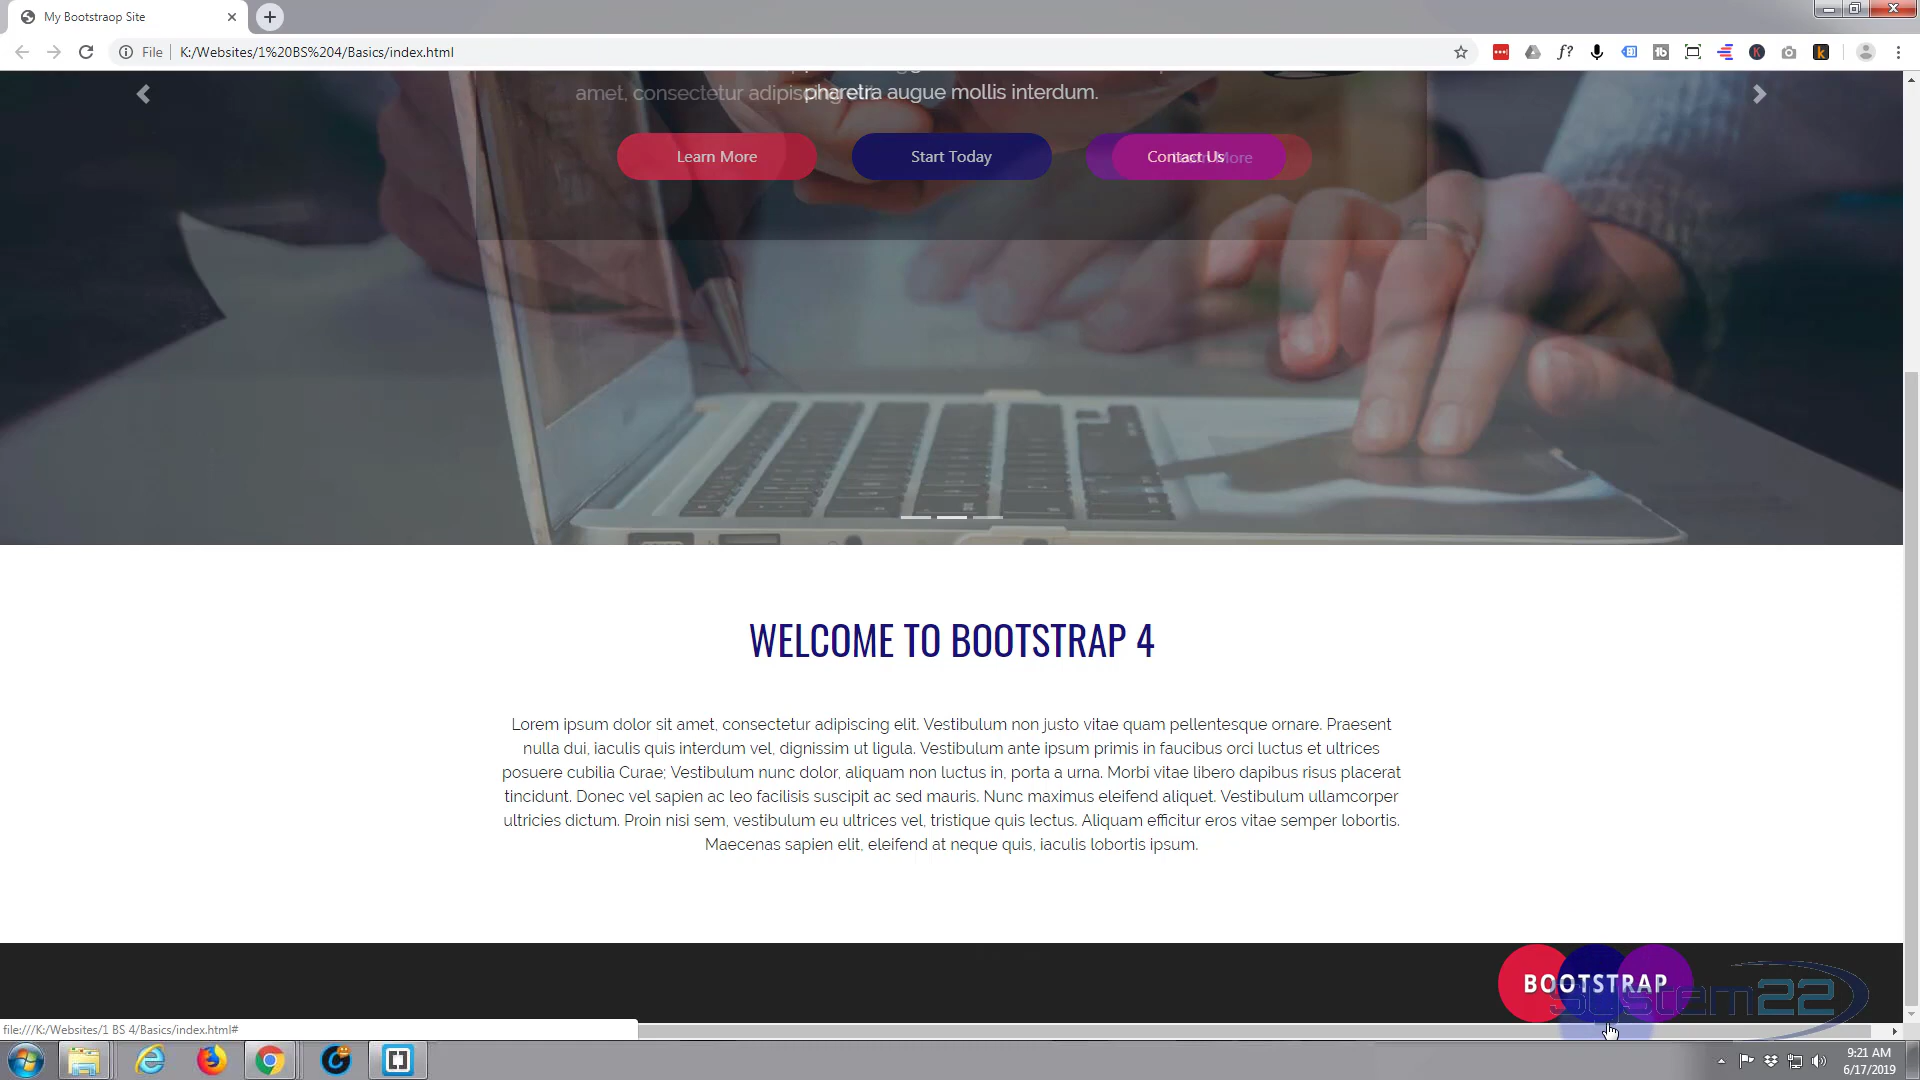 My Bootstraop Site
File
K:/Websites/1%20BS%204/Basics/index.html
amet, consectetur adipiscing elit.
pharetra augue mollis interdum.
Learn More
Start Today
Contact Us
Learn More
WELCOME TO BOOTSTRAP 4
Lorem ipsum dolor sit amet, consectetur adipiscing elit. Vestibulum non justo vitae quam pellentesque ornare. Praesent
nulla dui, iaculis quis interdum vel, dignissim ut ligula. Vestibulum ante ipsum primis in faucibus orci luctus et ultrices
posuere cubilia Curae; Vestibulum nunc dolor, aliquam non luctus in, porta a urna. Morbi vitae libero dapibus risus placerat
tincidunt. Donec vel sapien ac leo facilisis suscipit ac sed mauris. Nunc maximus eleifend aliquet. Vestibulum ullamcorper
ultricies dictum. Proin nisi sem, vestibulum eu ultrices vel, tristique quis lectus. Aliquam efficitur eros vitae semper lobortis.
Maecenas sapien elit, eleifend at neque quis, iaculis lobortis ipsum.
BOOTSTRAP
system22
file:///K:/Websites/1 BS 4/Basics/index.html#
9:21 AM
6/17/2019